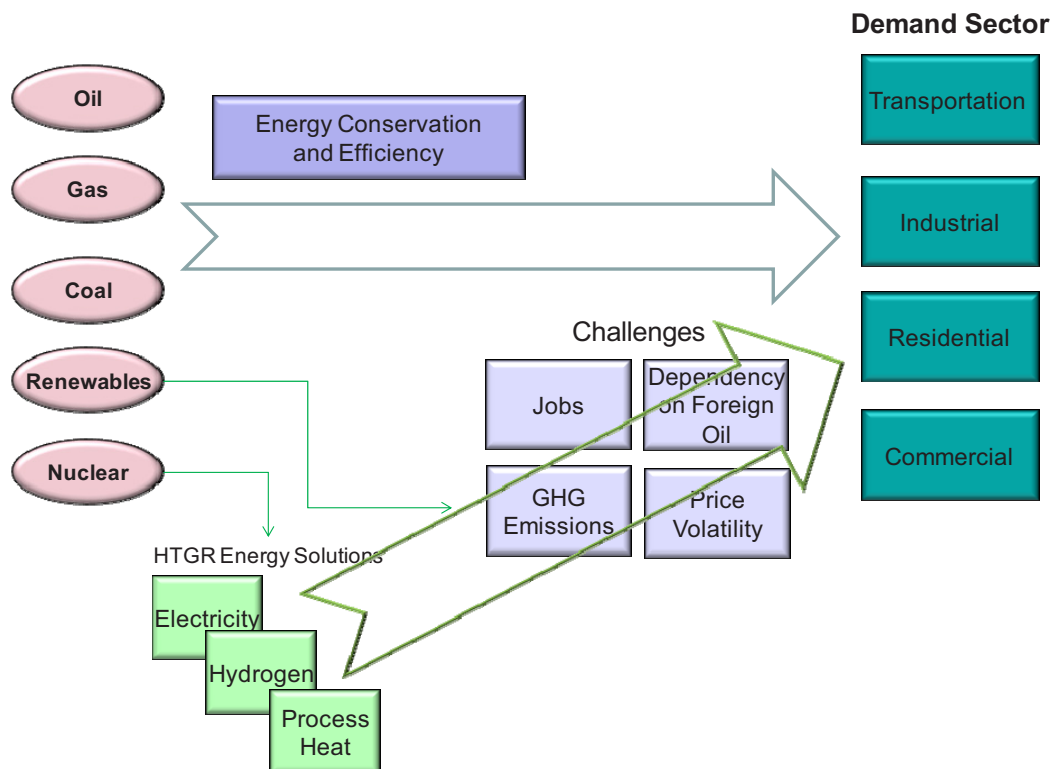 Demand Sector
Oil
Gas
Coal
Renewables
Nuclear
Energy Conservation
and Efficiency
Transportation
Industrial
Residential
Commercial
Challenges
Jobs
Dependency
on Foreign
Oil
GHG
Emissions
Price
Volatility
HTGR Energy Solutions
Electricity
Hydrogen
Process
Heat